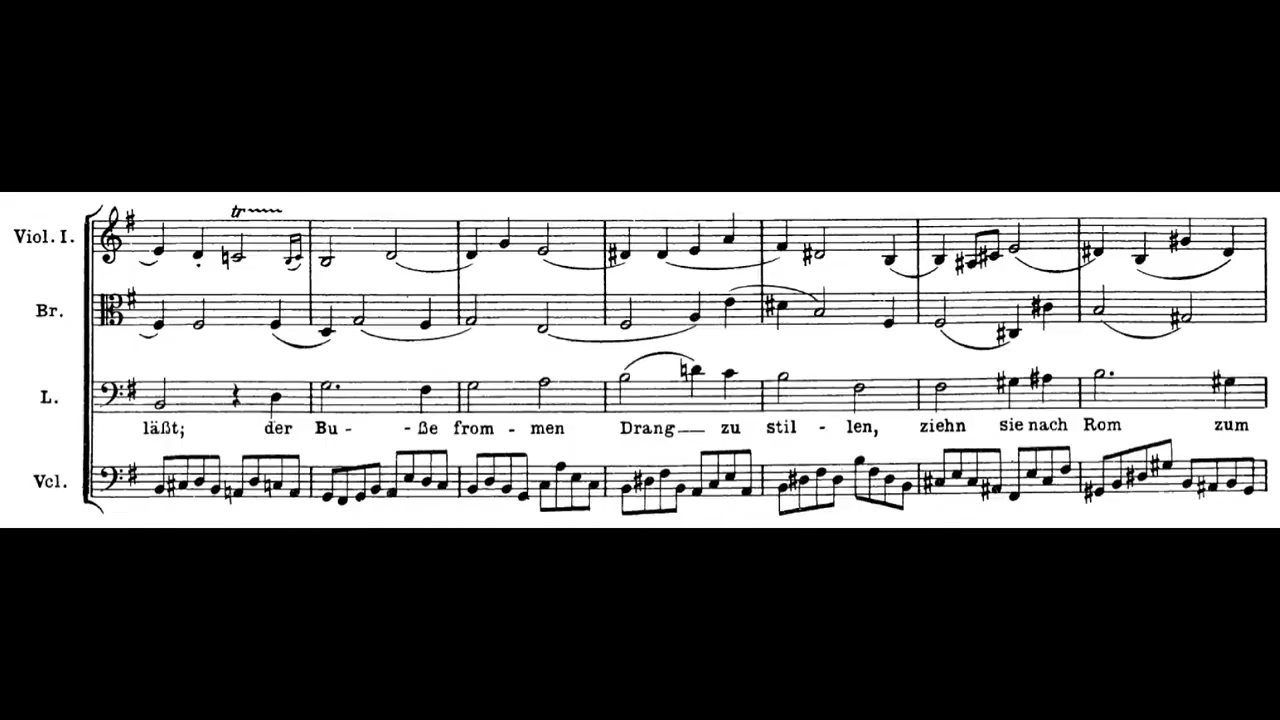 tr
Viol. I.
Br.
L.
läßt; der Bu - - ße from - men Drang — zu stil - len, ziehn sie nach Rom zum
Vcl.